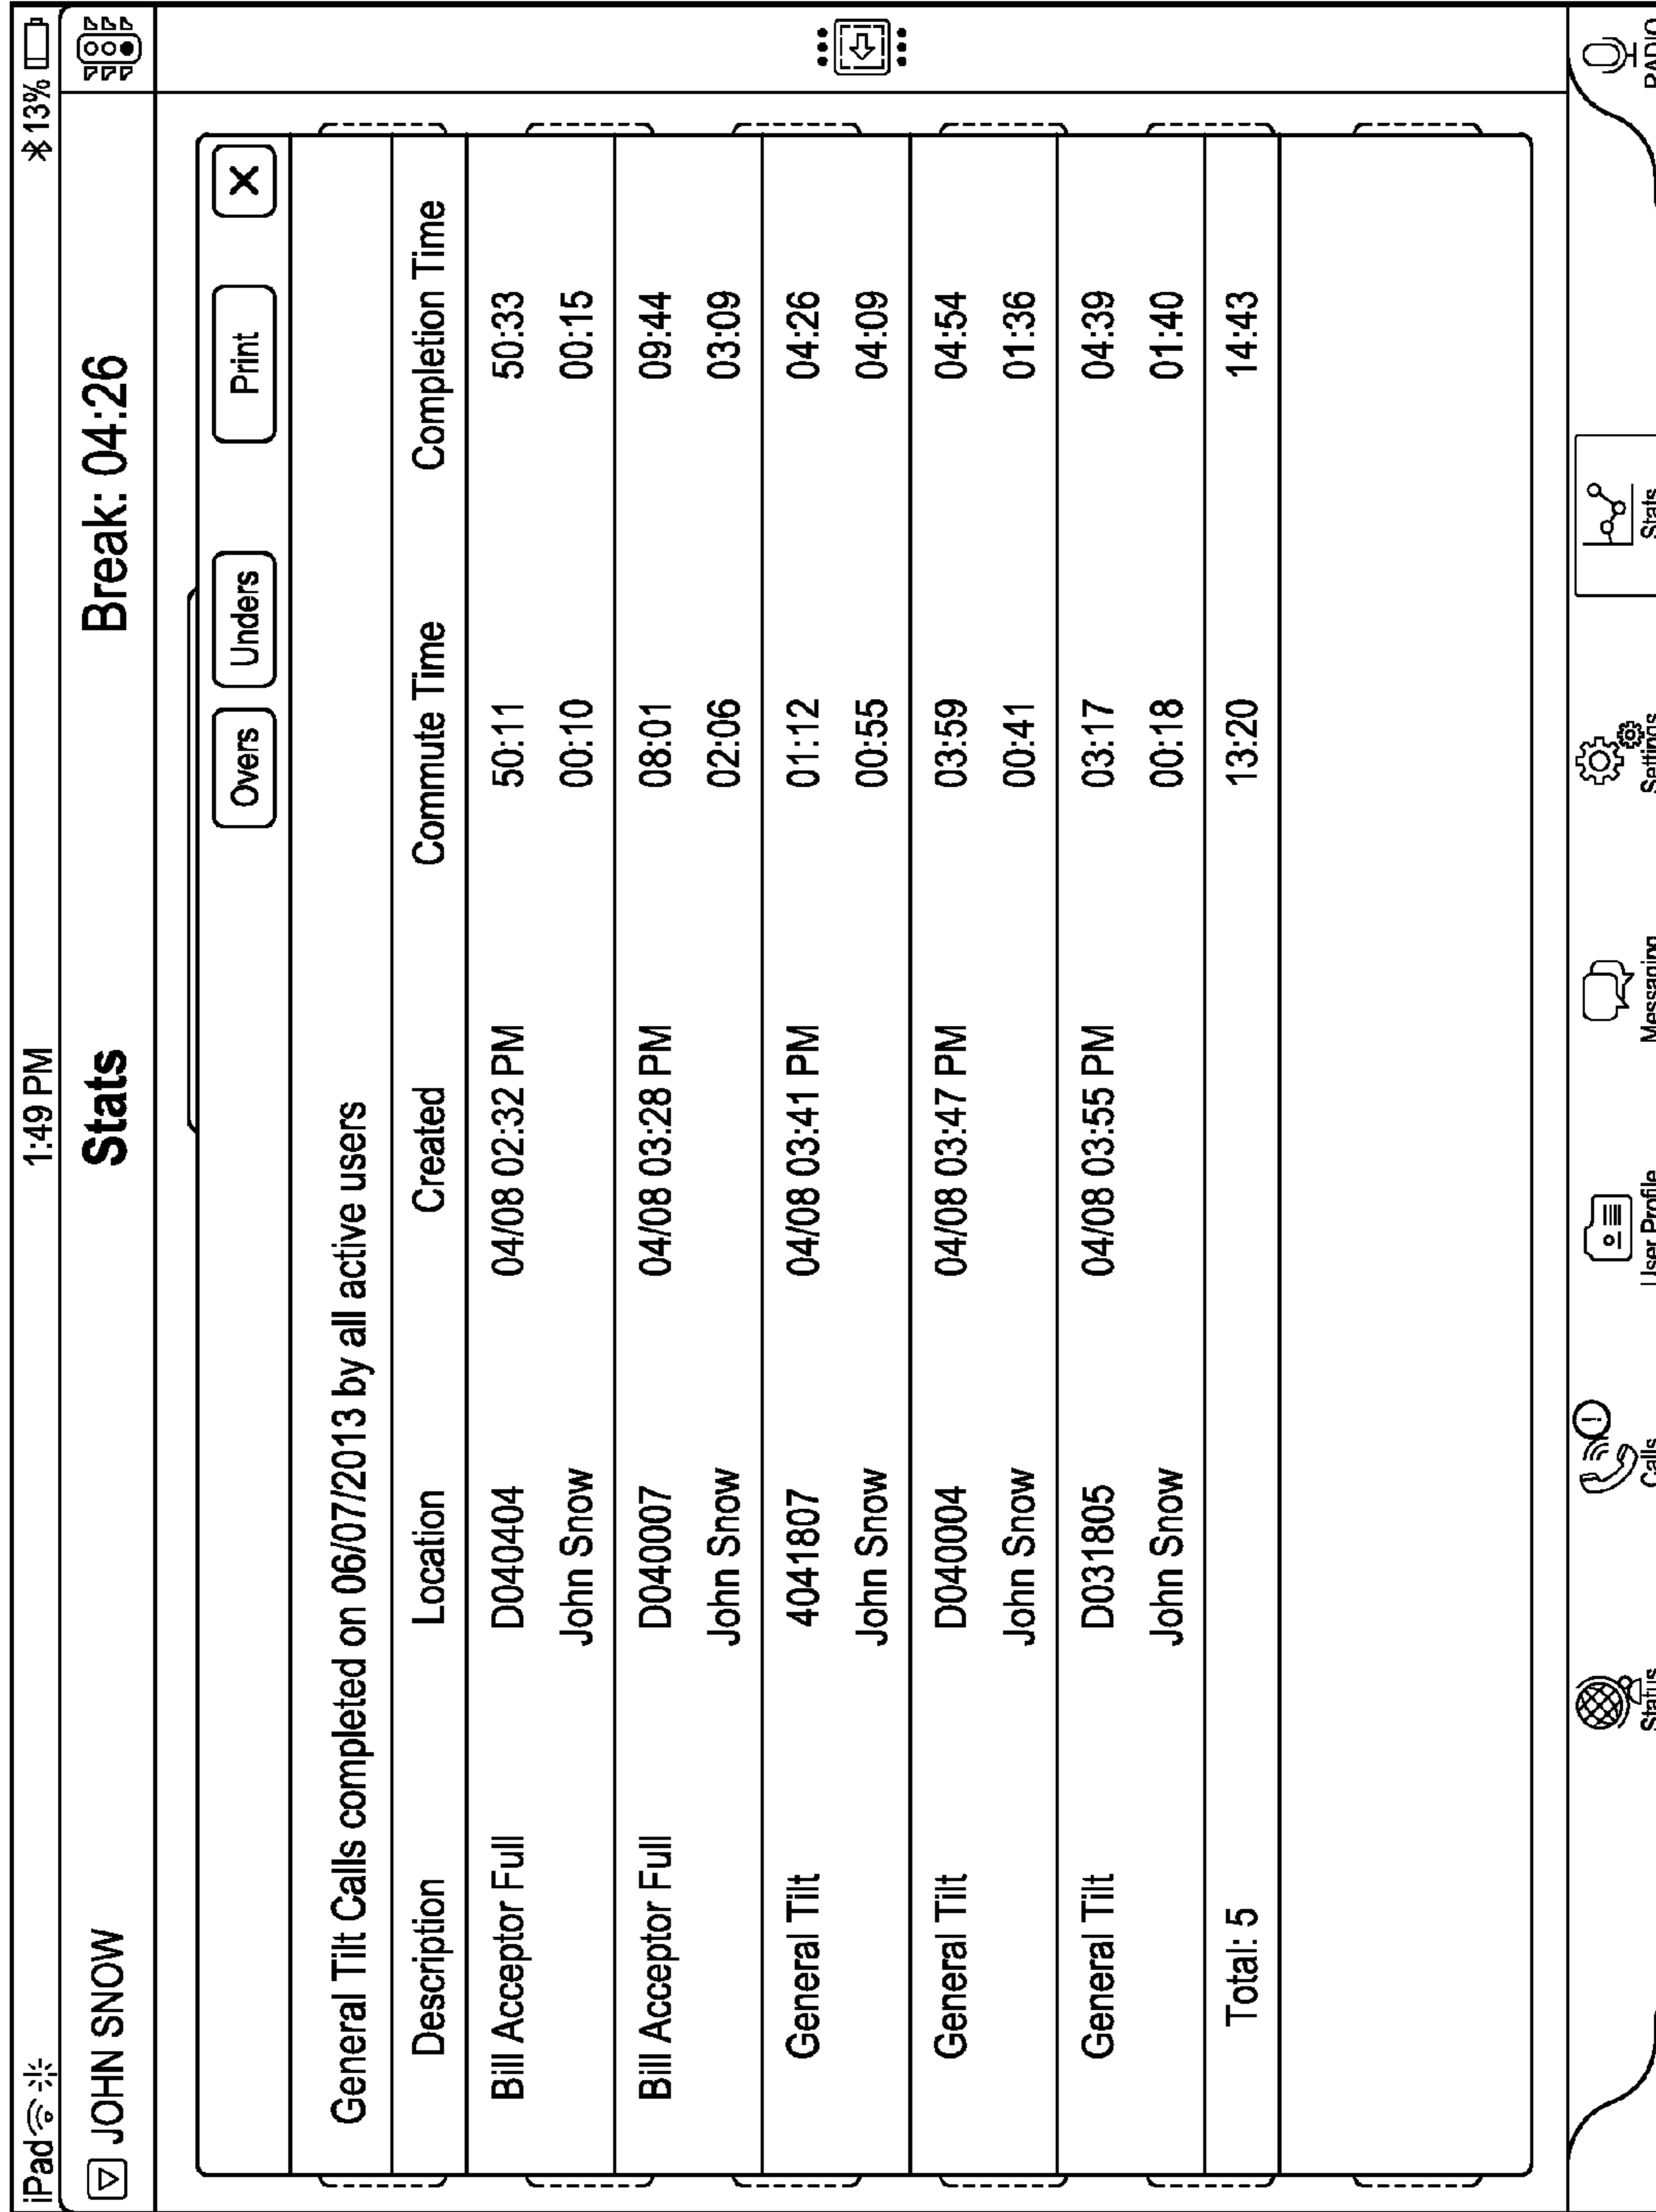 iPad 1:49 PM 13%
JOHN SNOW Stats Break: 04:26
Overs Unders Print X
General Tilt Calls completed on 06/07/2013 by all active users
Description Location Created Commute Time Completion Time
Bill Acceptor Full D040404 04/08 02:32 PM 50:11 50:33
John Snow 00:10 00:15
Bill Acceptor Full D040007 04/08 03:28 PM 08:01 09:44
John Snow 02:06 03:09
General Tilt 4041807 04/08 03:41 PM 01:12 04:26
John Snow 00:55 04:09
General Tilt D040004 04/08 03:47 PM 03:59 04:54
John Snow 00:41 01:36
General Tilt D031805 04/08 03:55 PM 03:17 04:39
John Snow 00:18 01:40
Total: 5 13:20 14:43
Status Calls User Profile Messaging Settings Stats RADIO